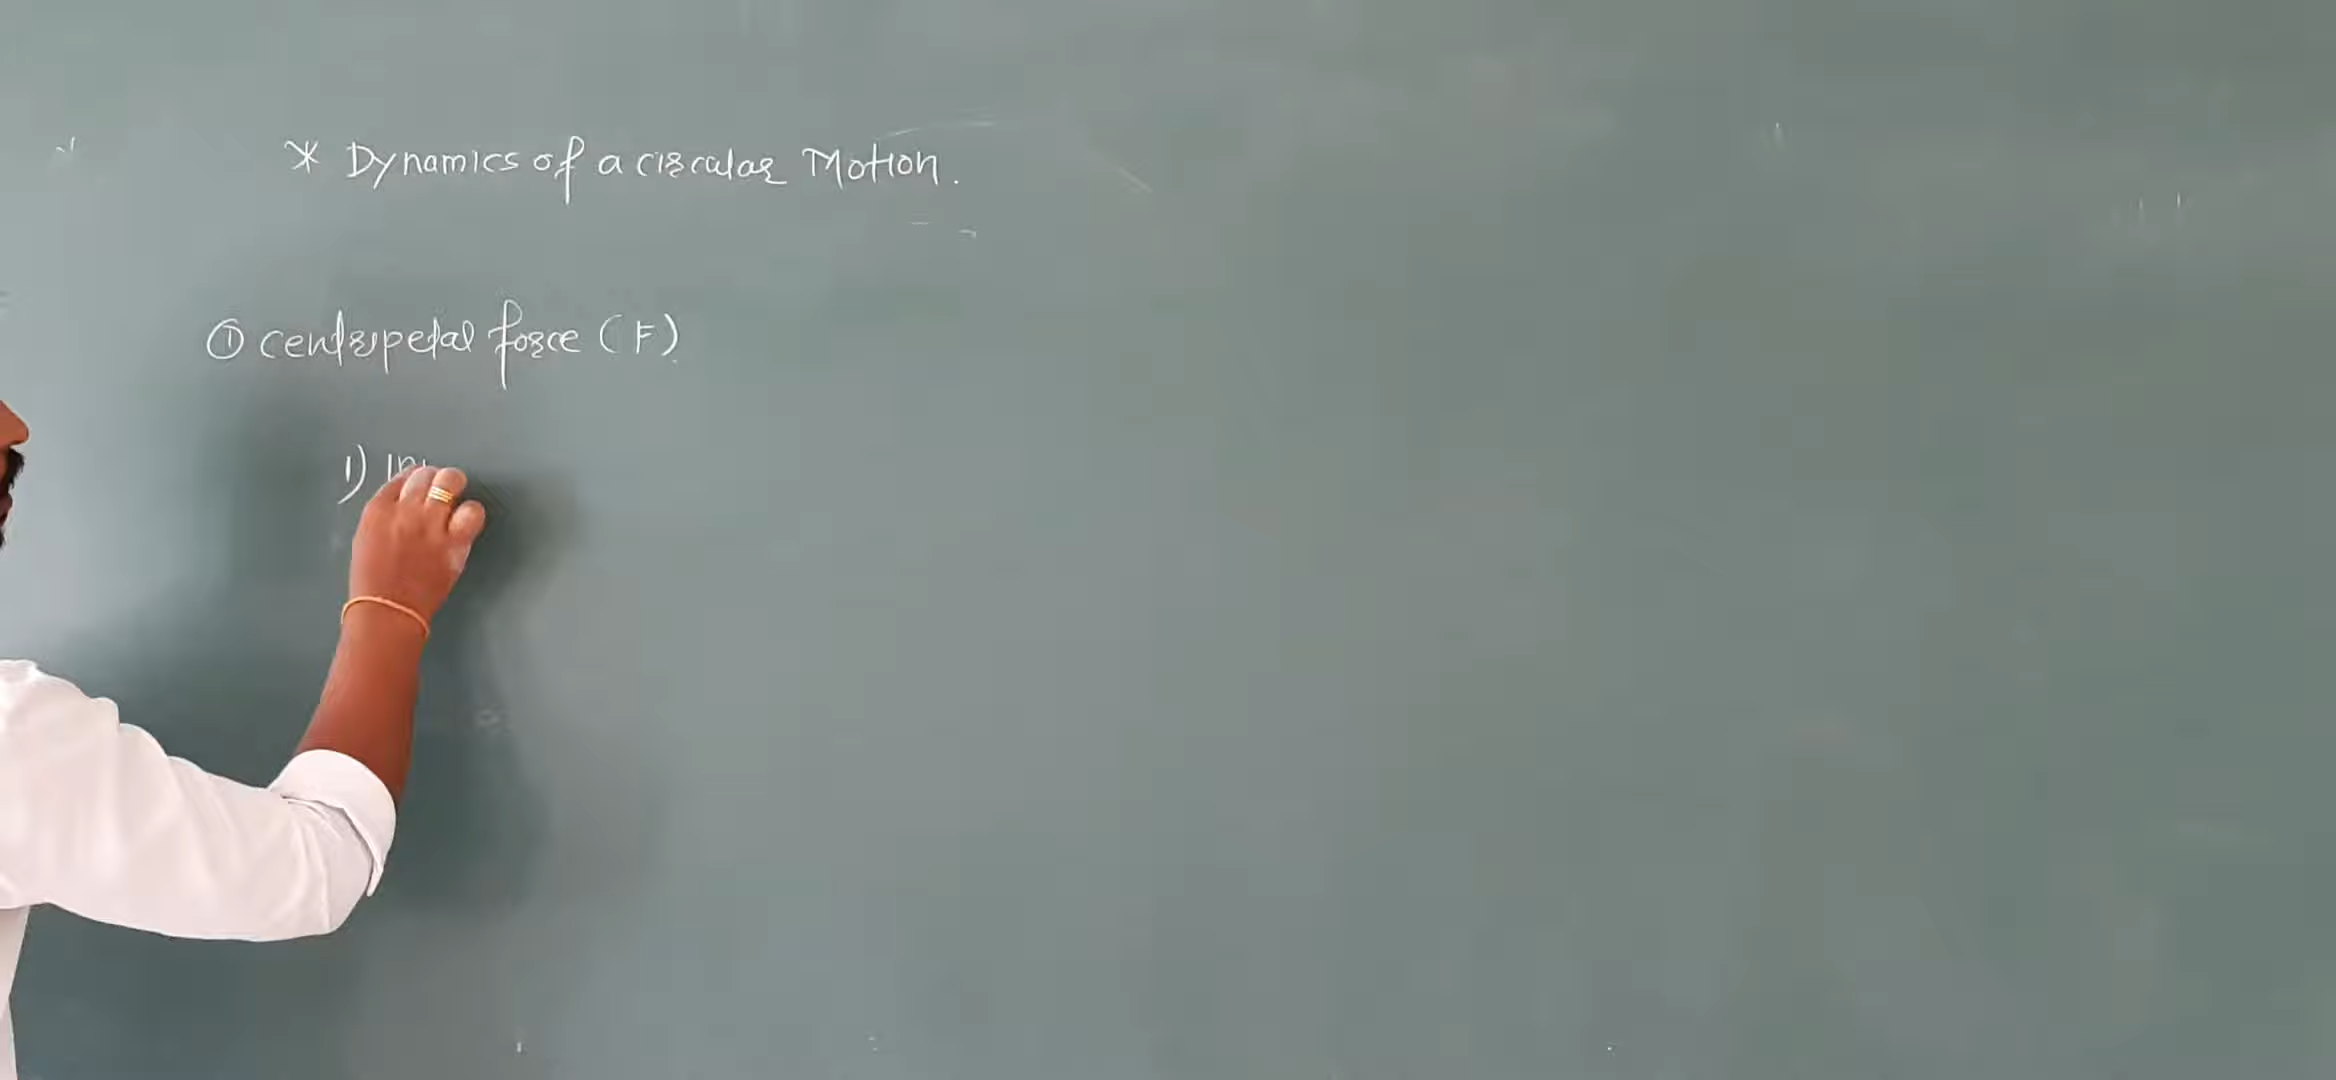 * Dynamics of a circular Motion.
① centripetal force (F)
1)